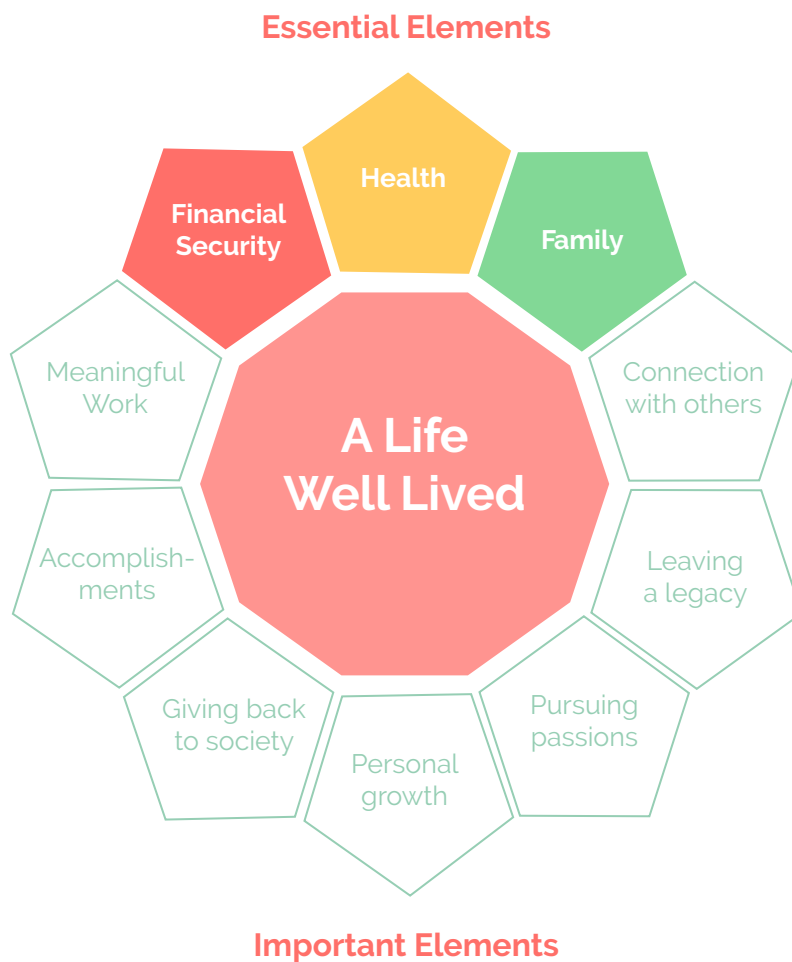 Essential Elements
Health
Financial
Security
Family
Meaningful
Work
Connection
with others
A Life
Well Lived
Accomplish-
ments
Leaving
a legacy
Giving back
to society
Pursuing
passions
Personal
growth
Important Elements